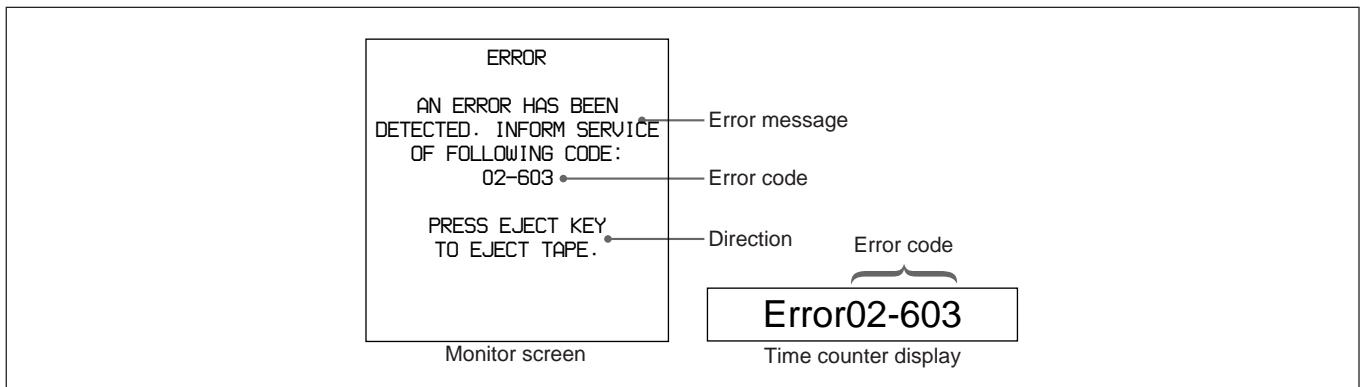 ERROR
AN ERROR HAS BEEN
DETECTED. INFORM SERVICE
OF FOLLOWING CODE:
02-603
PRESS EJECT KEY
TO EJECT TAPE.
Monitor screen
Error message
Error code
Direction
Error code
Error02-603
Time counter display